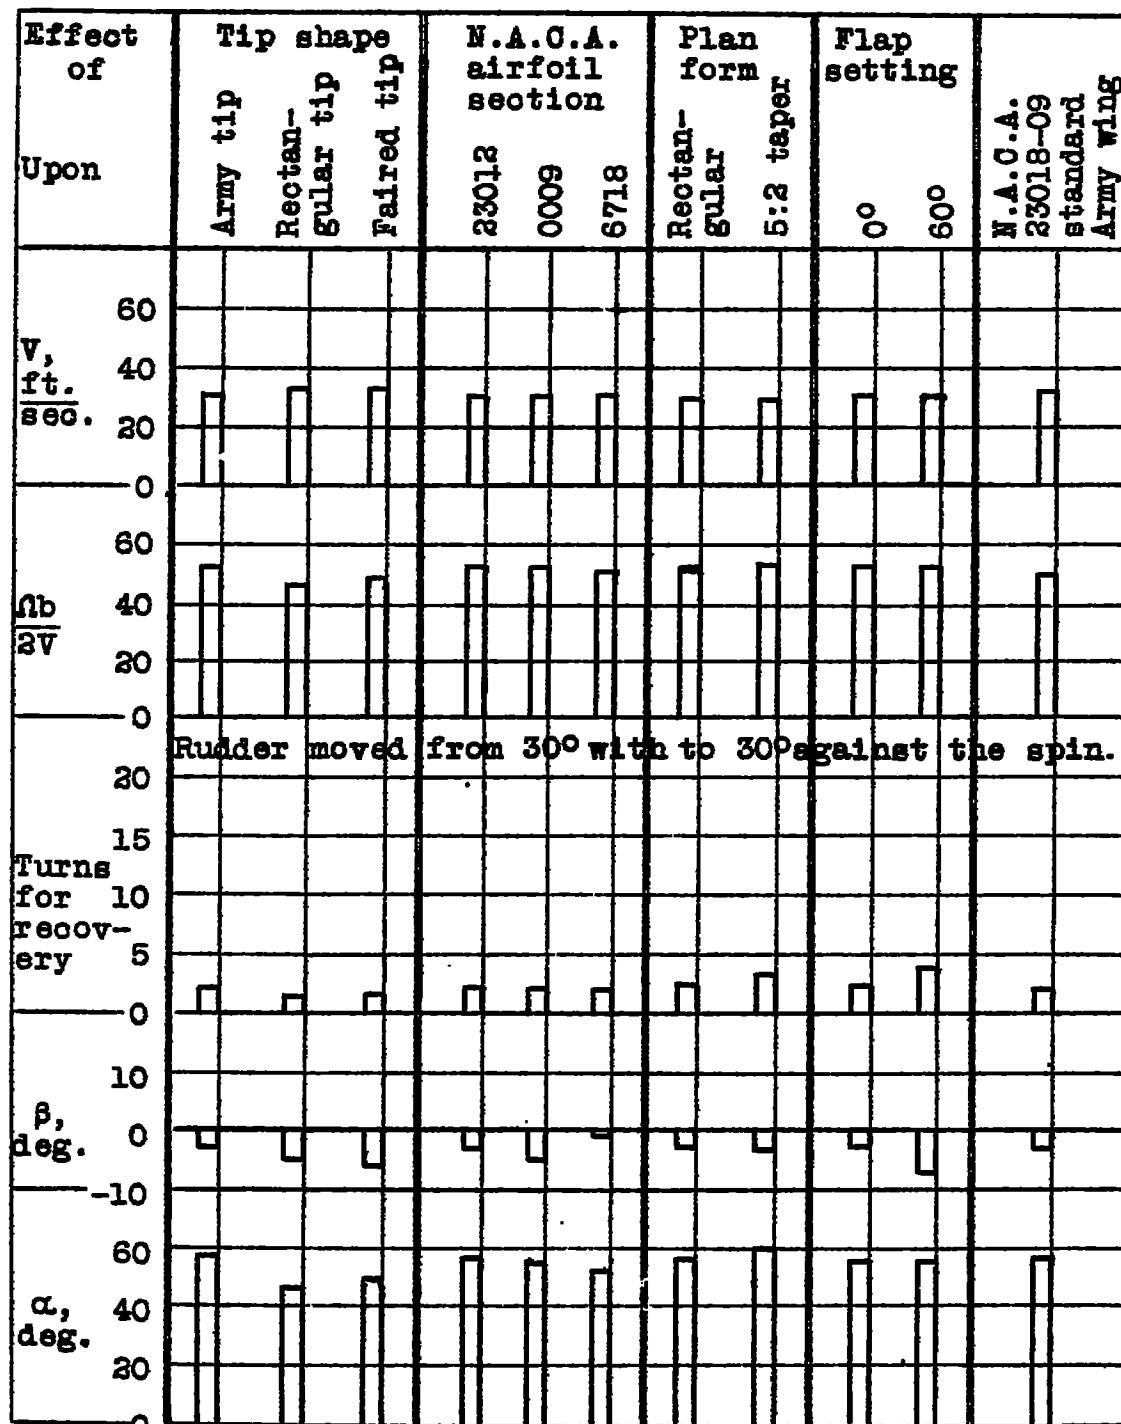 Effect of
Upon
Tip shape
Army tip
Rectan-
gular tip
Faired tip
N.A.C.A.
airfoil
section
23012
0009
6718
Plan
form
Rectan-
gular
5:2 taper
Flap
setting
0°
60°
N.A.C.A.
23018-09
standard
Army wing
V,
ft.
sec.
60
40
20
0
Ωb
2V
60
40
20
0
Rudder moved from 30° with to 30° against the spin.
Turns
for
recov-
ery
20
15
10
5
0
β,
deg.
10
0
-10
α,
deg.
60
40
20
0